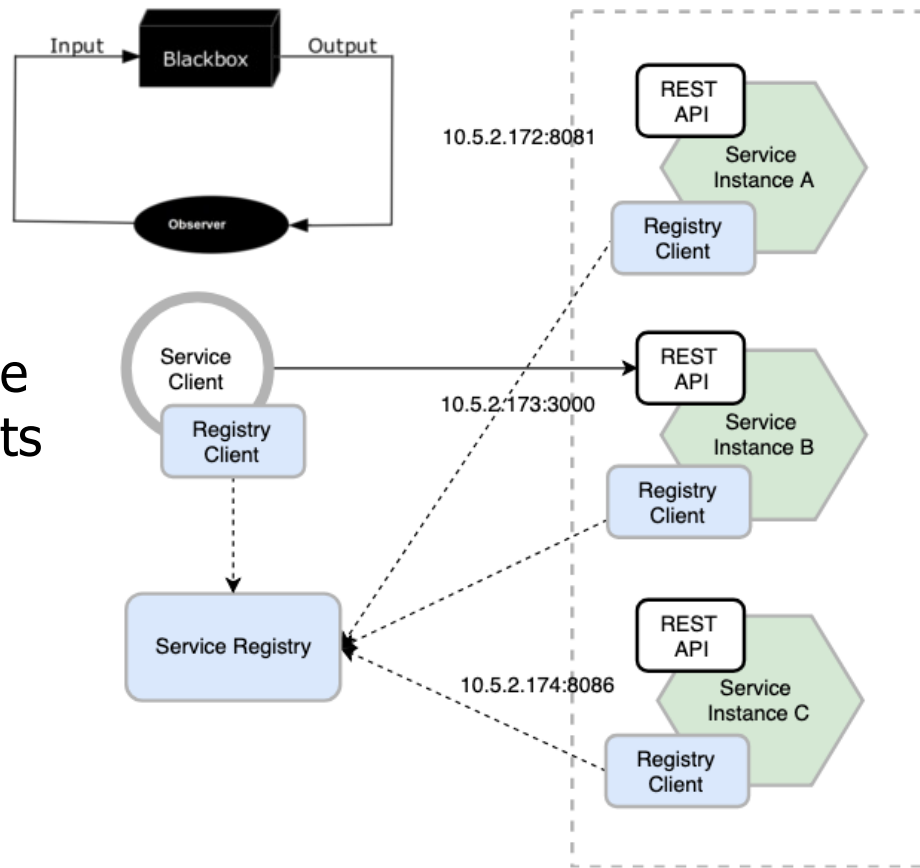 Input
Blackbox
Output
Observer
10.5.2.172:8081
REST
API
Service
Instance A
Registry
Client
Service
Client
Registry
Client
e
ts
10.5.2.173:3000
REST
API
Service
Instance B
Registry
Client
Service Registry
10.5.2.174:8086
REST
API
Service
Instance C
Registry
Client